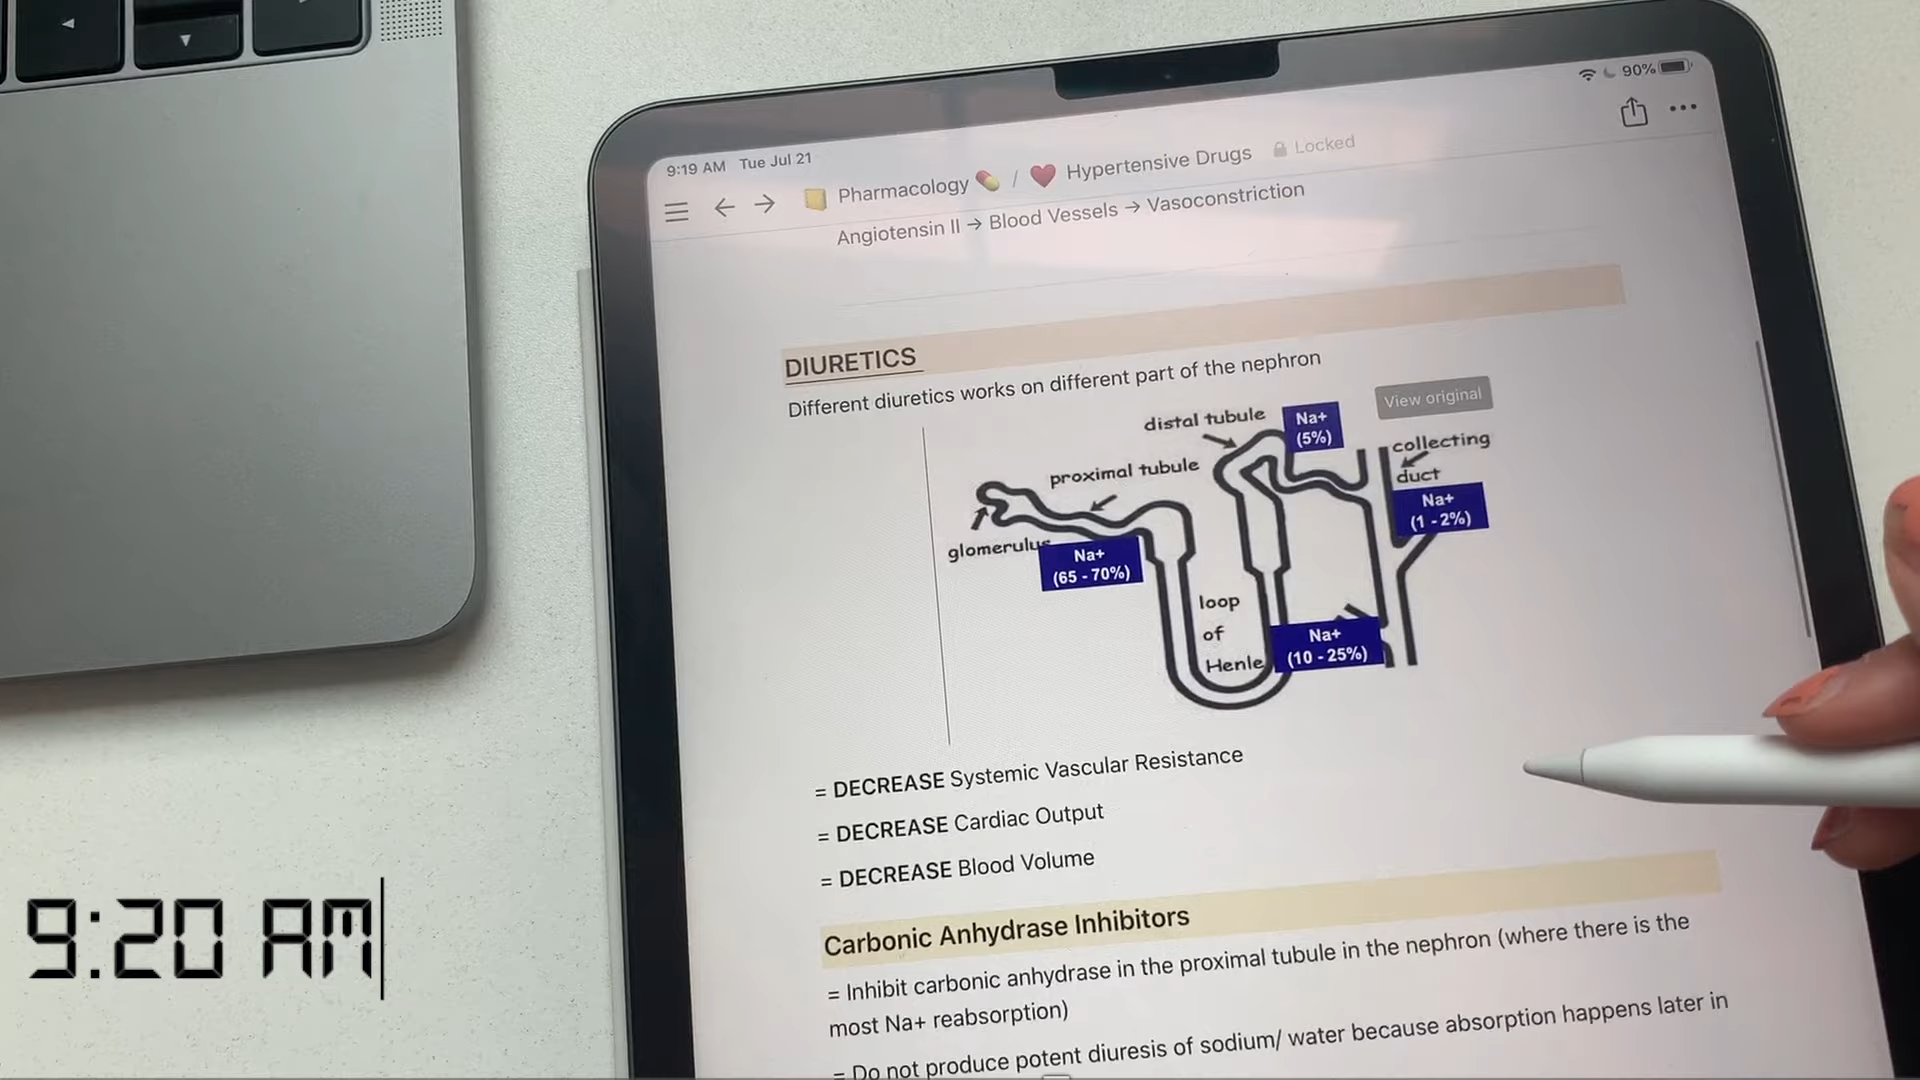 9:19 AM Tue Jul 21
90%
Pharmacology / Hypertensive Drugs Locked
Angiotensin II → Blood Vessels → Vasoconstriction
DIURETICS
Different diuretics works on different part of the nephron
View original
distal tubule
Na+
(5%)
collecting
duct
proximal tubule
Na+
(1 - 2%)
glomerulus
Na+
(65 - 70%)
loop
of
Henle
Na+
(10 - 25%)
= DECREASE Systemic Vascular Resistance
= DECREASE Cardiac Output
= DECREASE Blood Volume
Carbonic Anhydrase Inhibitors
= Inhibit carbonic anhydrase in the proximal tubule in the nephron (where there is the
most Na+ reabsorption)
= Do not produce potent diuresis of sodium/ water because absorption happens later in
9:20 AM